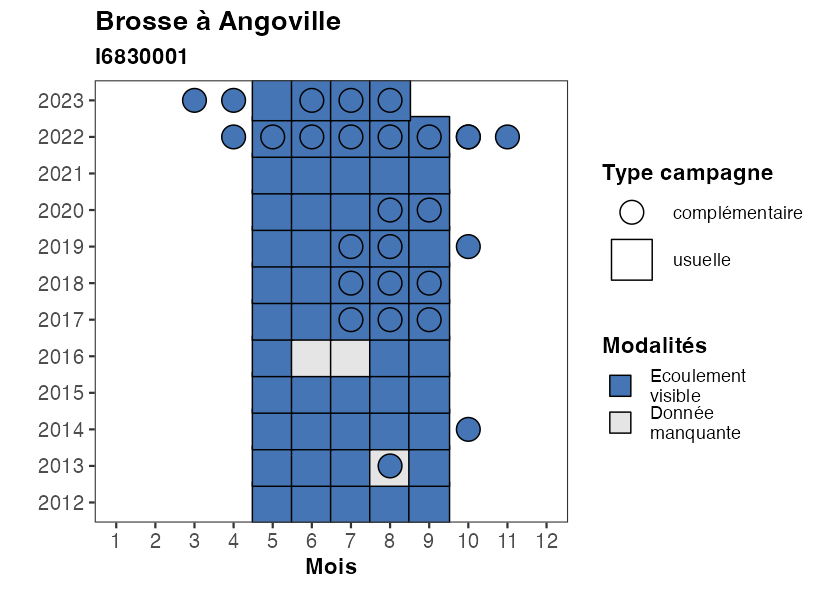 Brosse à Angoville
I6830001
2023
2022
2021
2020
2019
2018
2017
2016
2015
2014
2013
2012
1 2 3 4 5 6 7 8 9 10 11 12
Mois
Type campagne
complémentaire
usuelle
Modalités
Ecoulement
visible
Donnée
manquante